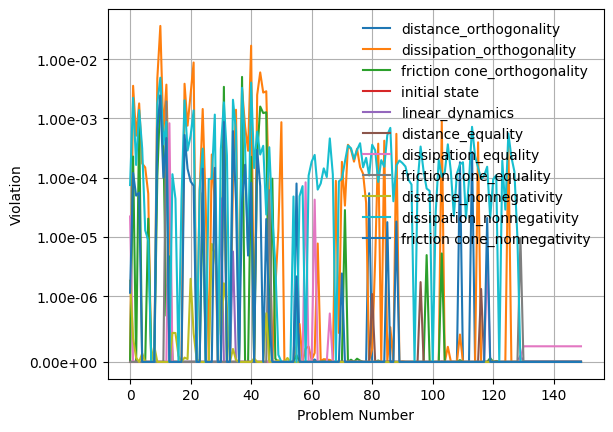 1.00e-02
1.00e-03
1.00e-04
1.00e-05
1.00e-06
0.00e+00
Violation
distance_orthogonality
dissipation_orthogonality
friction cone_orthogonality
initial state
linear_dynamics
distance_equality
dissipation_equality
friction cone_equality
distance_nonnegativity
dissipation_nonnegativity
friction cone_nonnegativity
0 20 40 60 80 100 120 140
Problem Number